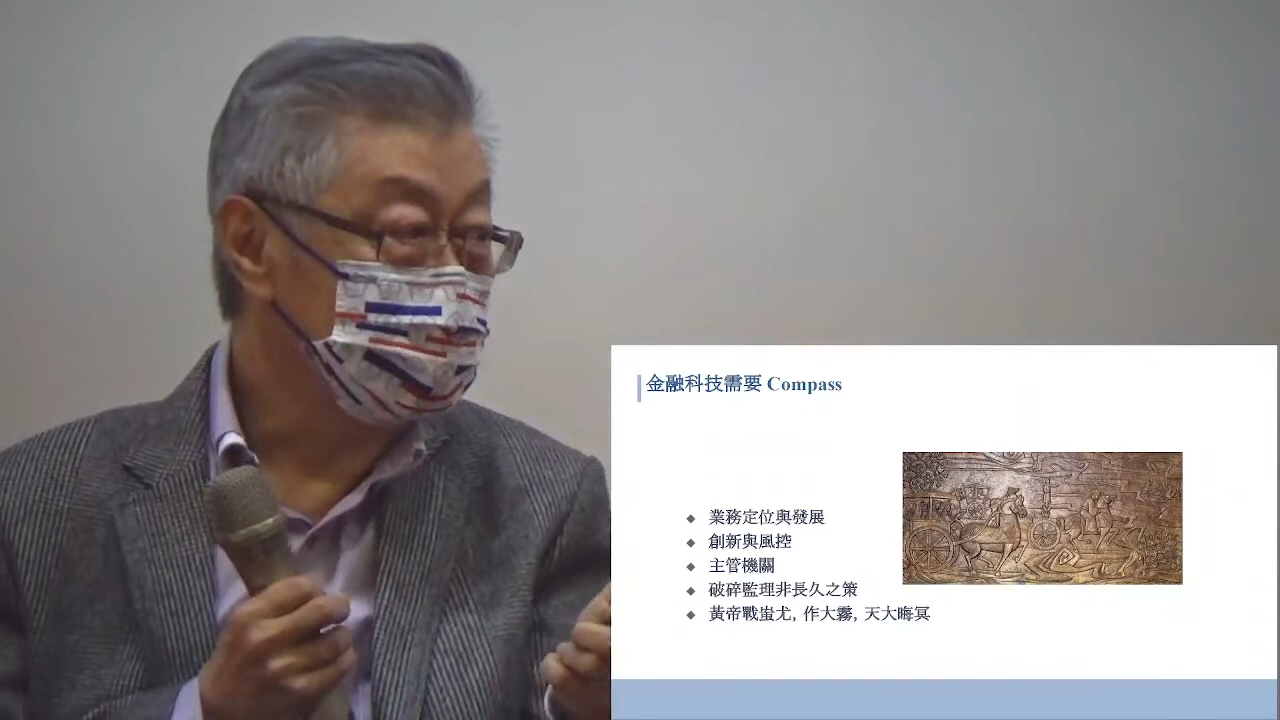 金融科技需要 Compass
◆ 業務定位與發展
◆ 創新與風控
◆ 主管機關
◆ 破碎監理非長久之策
◆ 黃帝戰蚩尤, 作大霧, 天大晦冥